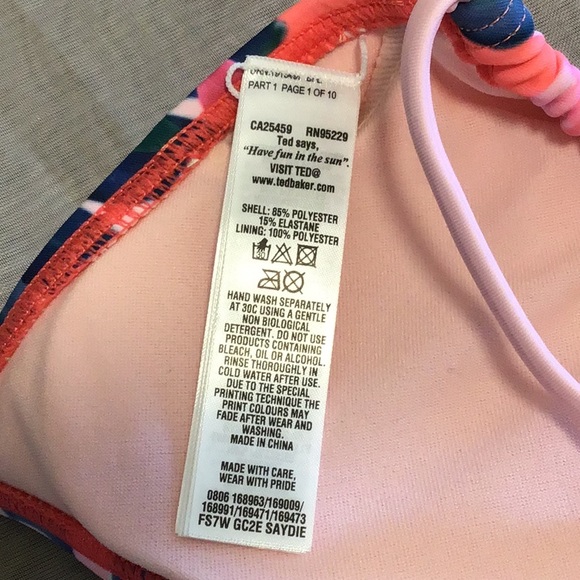 PART 1 PAGE 1 OF 10
CA25459 RN95229
Ted says,
"Have fun in the sun".
VISIT TED@
www.tedbaker.com
SHELL: 85% POLYESTER
15% ELASTANE
LINING: 100% POLYESTER
HAND WASH SEPARATELY
AT 30C USING A GENTLE
NON BIOLOGICAL
DETERGENT. DO NOT USE
PRODUCTS CONTAINING
BLEACH, OIL OR ALCOHOL.
RINSE THOROUGHLY IN
COLD WATER AFTER USE.
DUE TO THE SPECIAL
PRINTING TECHNIQUE THE
PRINT COLOURS MAY
FADE AFTER WEAR AND
WASHING.
MADE IN CHINA
MADE WITH CARE,
WEAR WITH PRIDE
0806 168963/169009/
168991/169471/169473
FS7W GC2E SAYDIE